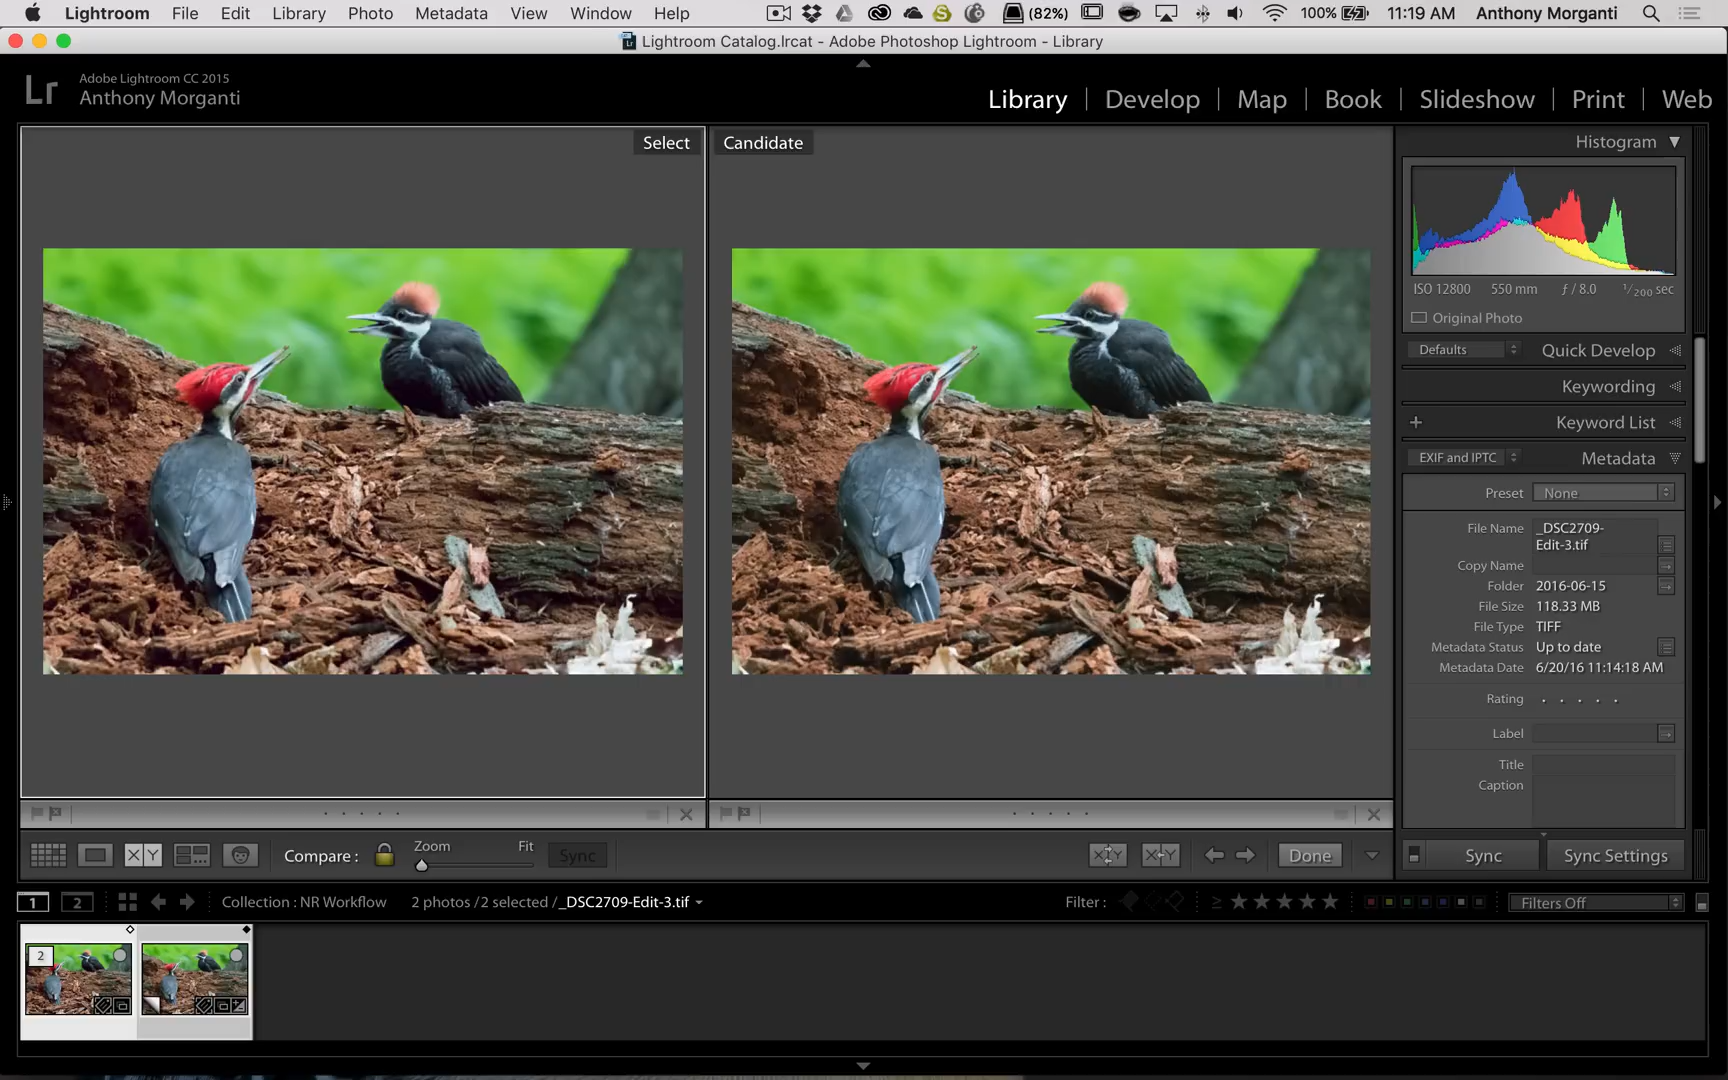 Lightroom File Edit Library Photo Metadata View Window Help (82%) 100% 11:19 AM Anthony Morganti
Lightroom Catalog.lrcat - Adobe Photoshop Lightroom - Library
Lr Adobe Lightroom CC 2015
Anthony Morganti
Library | Develop | Map | Book | Slideshow | Print | Web
Select
Candidate
Histogram
ISO 12800 550 mm ƒ / 8.0 1/200 sec
Original Photo
Defaults Quick Develop
Keywording
+ Keyword List
EXIF and IPTC Metadata
Preset None
File Name _DSC2709-
Edit-3.tif
Copy Name
Folder 2016-06-15
File Size 118.33 MB
File Type TIFF
Metadata Status Up to date
Metadata Date 6/20/16 11:14:18 AM
Rating
Label
Title
Caption
XY Compare : Zoom Fit Sync X Y X Y Done Sync Sync Settings
1 2 Collection : NR Workflow 2 photos / 2 selected / _DSC2709-Edit-3.tif Filter : ≥ ★★★★★ Filters Off
2